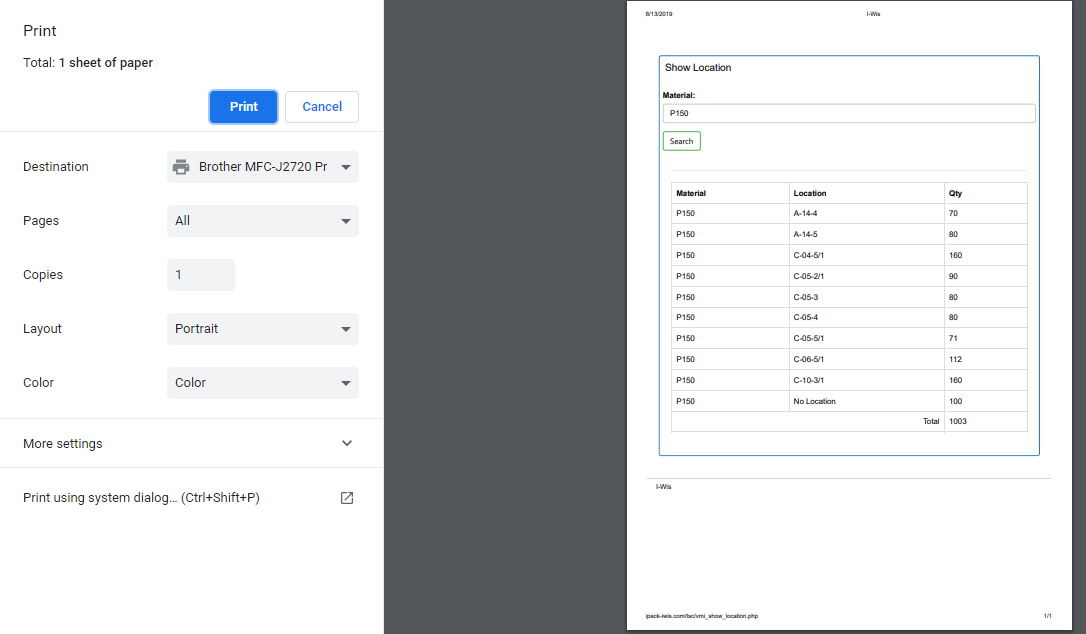 Print
Total: 1 sheet of paper
Print Cancel
Destination Brother MFC-J2720 Pr
Pages All
Copies 1
Layout Portrait
Color Color
More settings
Print using system dialog... (Ctrl+Shift+P)
8/13/2019 I-Wis
Show Location
Material:
P150
Search
Material Location Qty
P150 A-14-4 70
P150 A-14-5 80
P150 C-04-5/1 160
P150 C-05-2/1 90
P150 C-05-3 80
P150 C-05-4 80
P150 C-05-5/1 71
P150 C-06-5/1 112
P150 C-10-3/1 160
P150 No Location 100
Total 1003
I-Wis
ipack-iwis.com/tsc/vmi_show_location.php 1/1